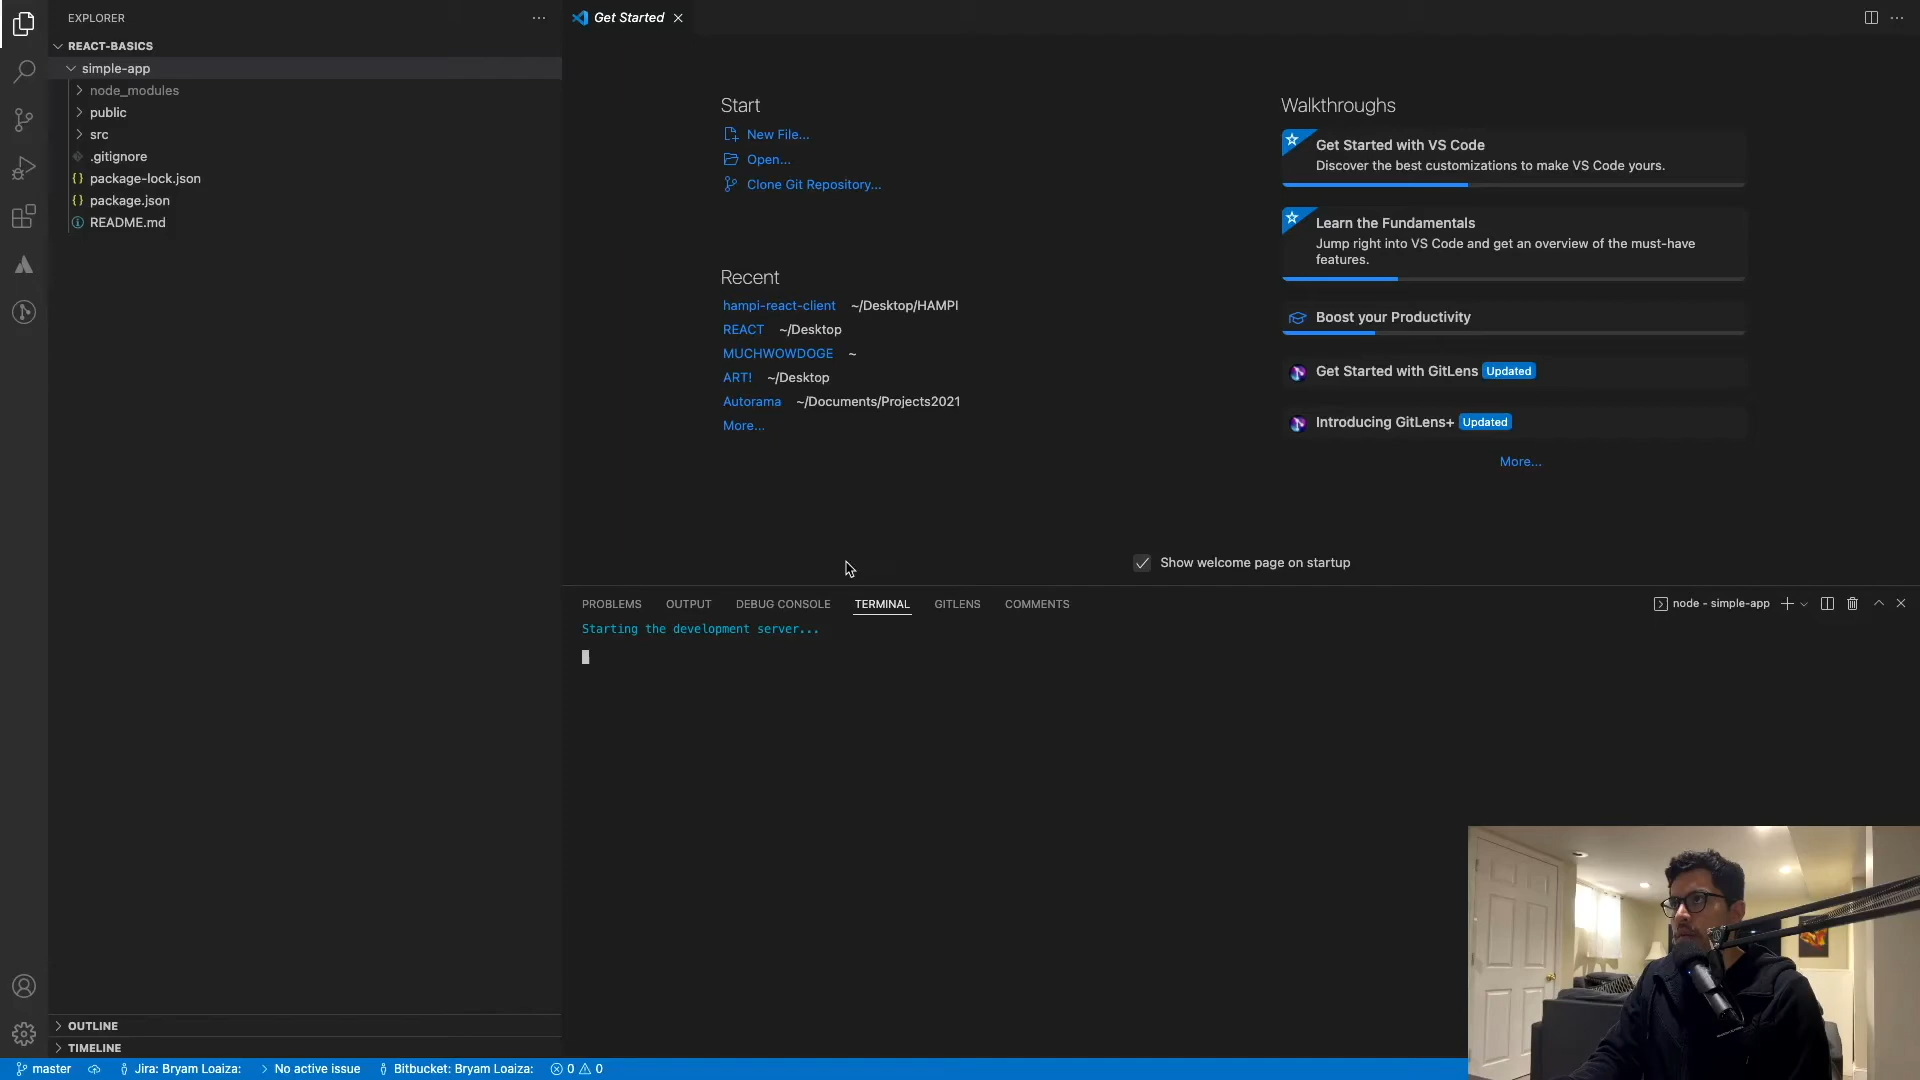 EXPLORER
REACT-BASICS
simple-app
node_modules
public
src
.gitignore
package-lock.json
package.json
README.md
OUTLINE
TIMELINE
Get Started
Start
New File...
Open...
Clone Git Repository...
Recent
hampi-react-client ~/Desktop/HAMPI
REACT ~/Desktop
MUCHWOWDOGE ~
ART! ~/Desktop
Autorama ~/Documents/Projects2021
More...
Walkthroughs
Get Started with VS Code
Discover the best customizations to make VS Code yours.
Learn the Fundamentals
Jump right into VS Code and get an overview of the must-have
features.
Boost your Productivity
Get Started with GitLens Updated
Introducing GitLens+ Updated
More...
Show welcome page on startup
PROBLEMS OUTPUT DEBUG CONSOLE TERMINAL GITLENS COMMENTS
node - simple-app
Starting the development server...
master Jira: Bryam Loaiza: No active issue Bitbucket: Bryam Loaiza: 0 0